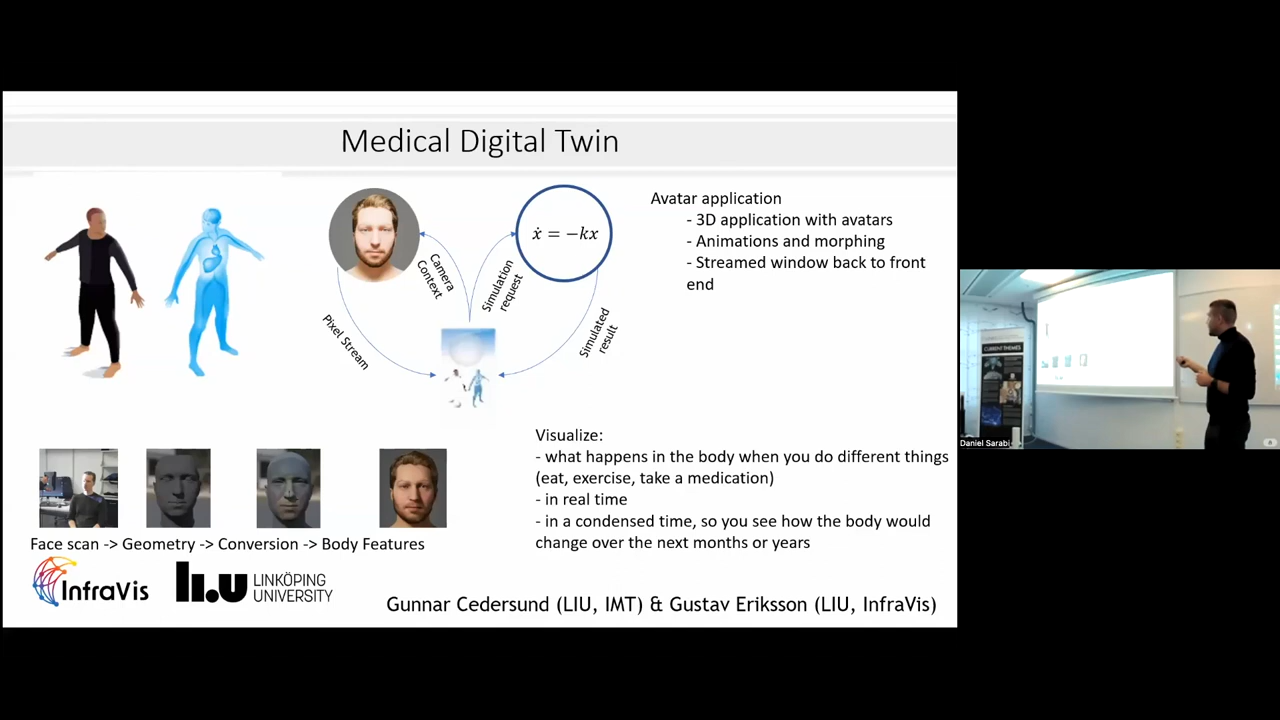 Medical Digital Twin
ẋ = −kx
Camera
Context
Simulation
request
Pixel Stream
Simulated
result
Avatar application
- 3D application with avatars
- Animations and morphing
- Streamed window back to front
end
Visualize:
- what happens in the body when you do different things
(eat, exercise, take a medication)
- in real time
- in a condensed time, so you see how the body would
change over the next months or years
Face scan -> Geometry -> Conversion -> Body Features
InfraVis
li.u LINKÖPING
UNIVERSITY
Gunnar Cedersund (LIU, IMT) & Gustav Eriksson (LIU, InfraVis)
CURRENT THEMES
Daniel Sarabi